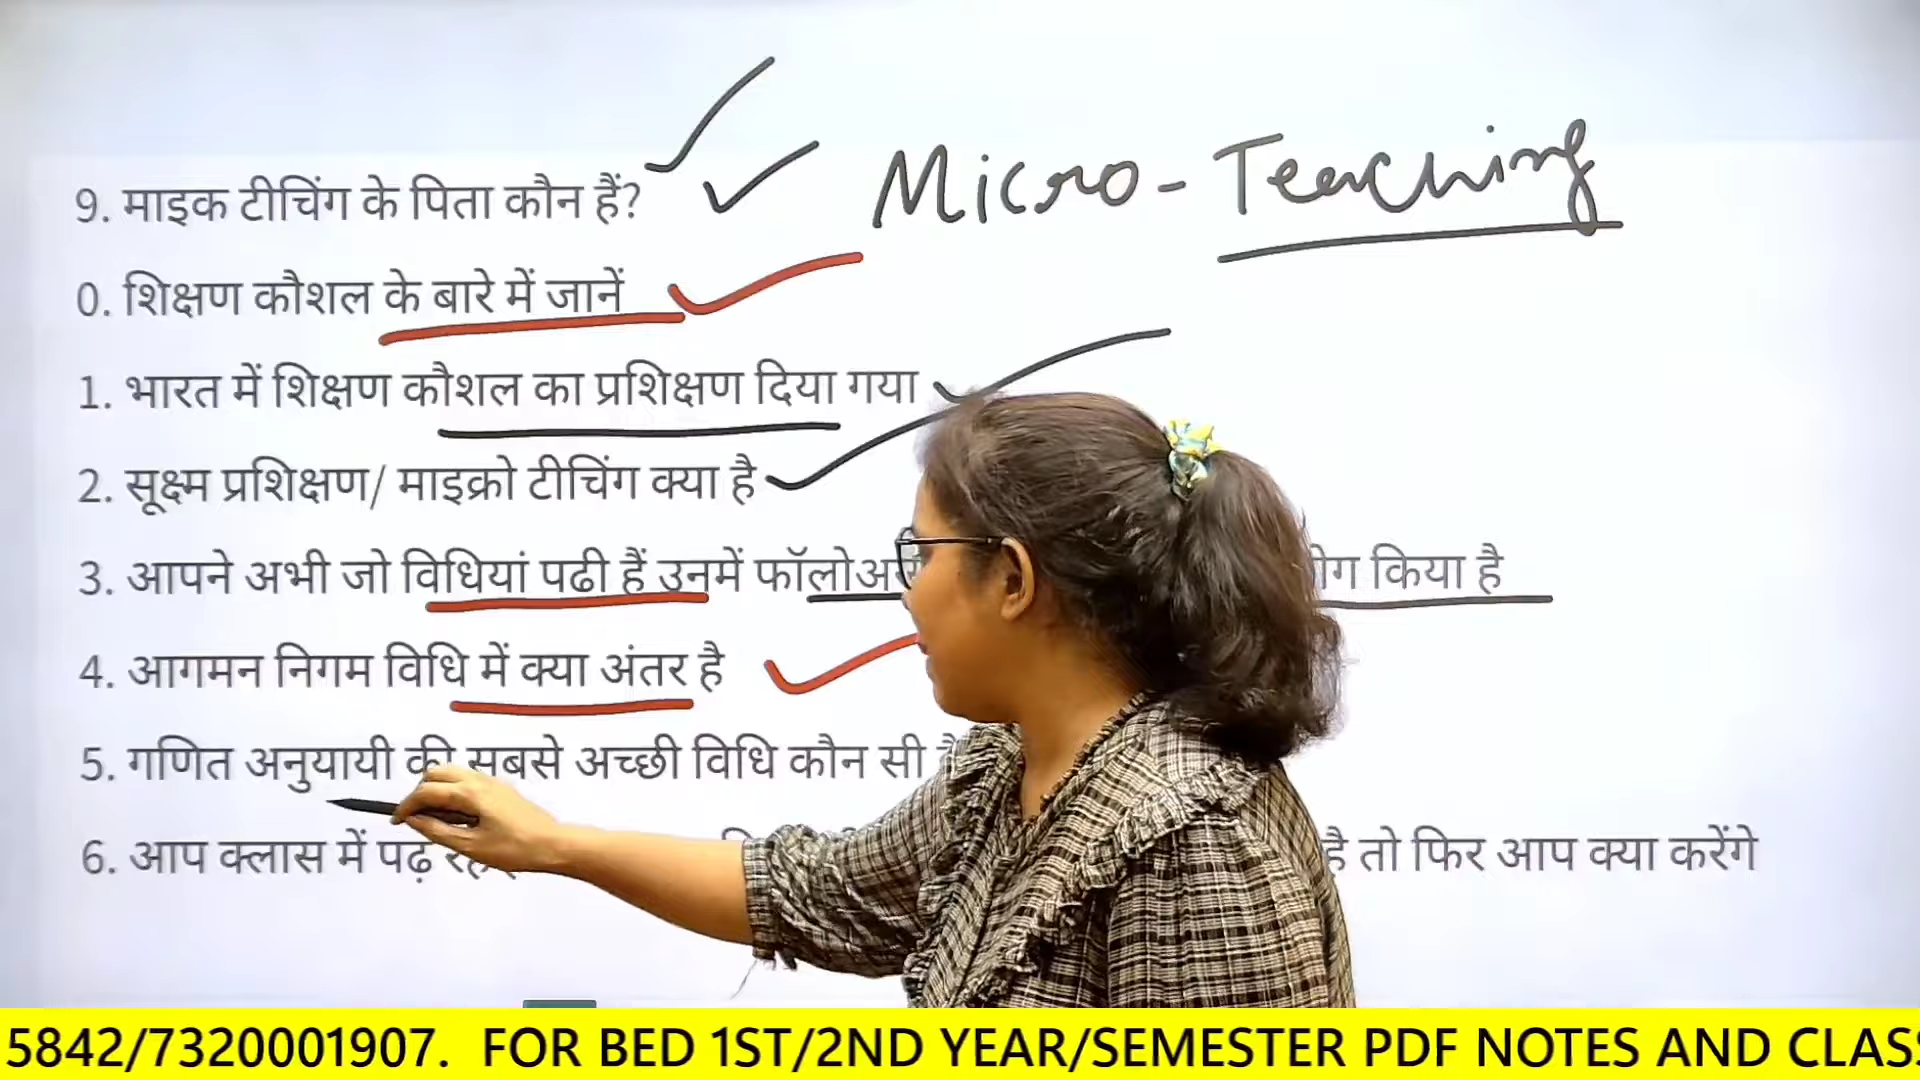 Micro-Teaching
9. माइक टीचिंग के पिता कौन हैं?
0. शिक्षण कौशल के बारे में जानें
1. भारत में शिक्षण कौशल का प्रशिक्षण दिया गया
2. सूक्ष्म प्रशिक्षण/ माइक्रो टीचिंग क्या है
3. आपने अभी जो विधियां पढी हैं उनमें किया है
4. आगमन निगम विधि में क्या अंतर है
5. गणित अनुयायी की सबसे अच्छी विधि कौन सी
6. आप क्लास में पढ़ है तो फिर आप क्या करेंगे
5842/7320001907. FOR BED 1ST/2ND YEAR/SEMESTER PDF NOTES AND